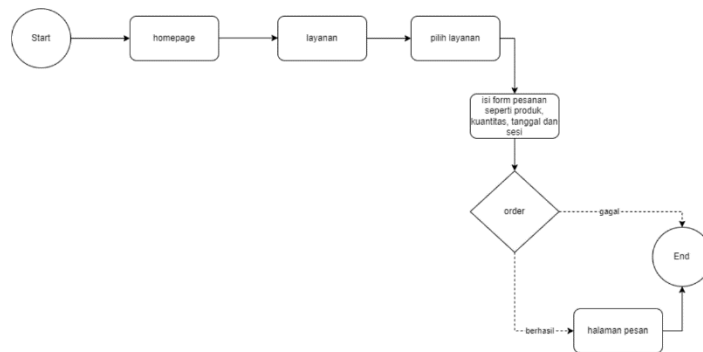 Start
homepage
layanan
pilih layanan
isi form pesanan
seperti produk,
kuantitas, tanggal dan
sesi
order
gagal
End
berhasil
halaman pesan